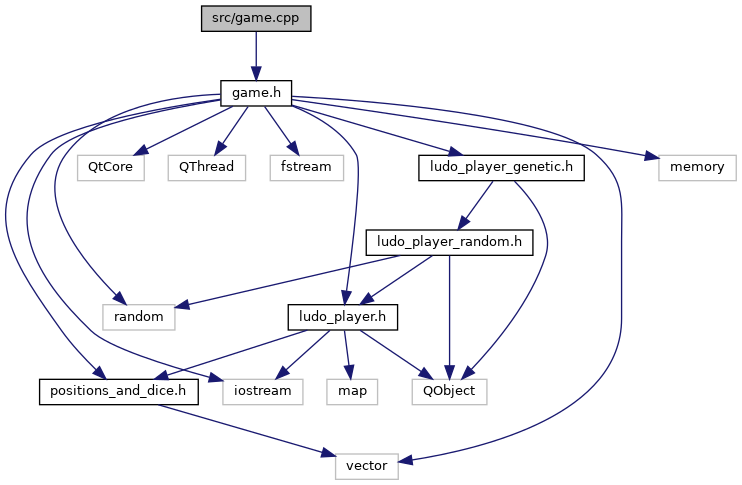 src/game.cpp
game.h
QtCore
QThread
fstream
ludo_player_genetic.h
memory
ludo_player_random.h
random
ludo_player.h
positions_and_dice.h
iostream
map
QObject
vector